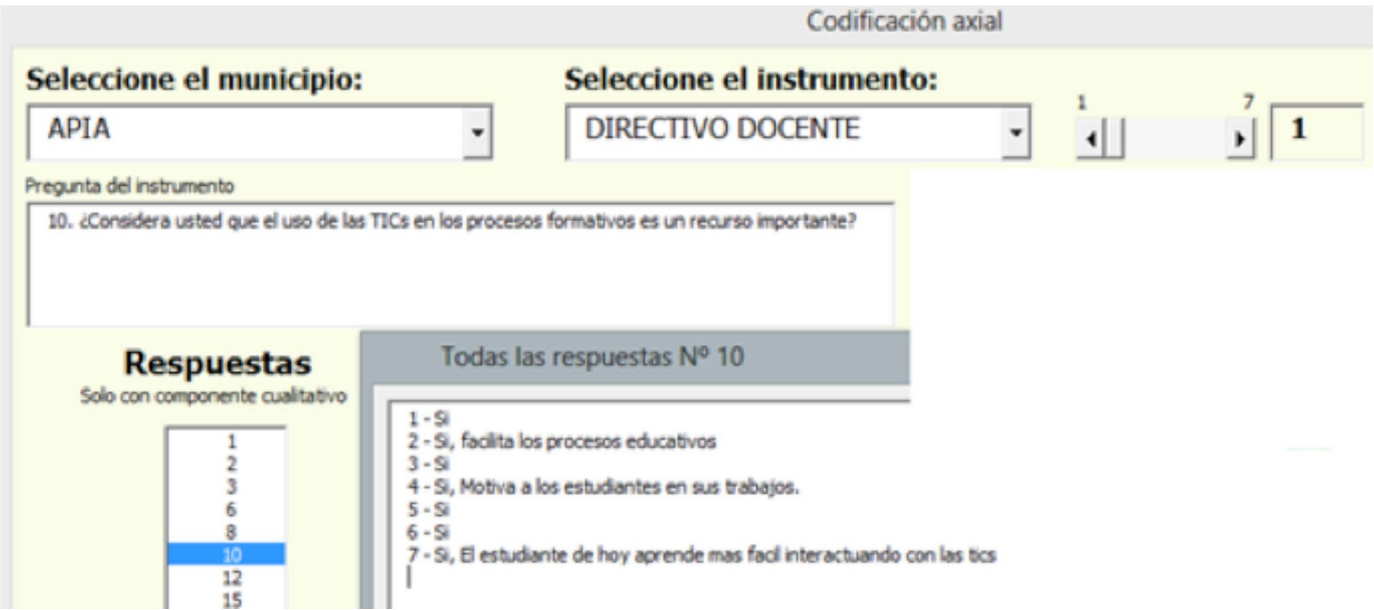 Codificación axial
Seleccione el municipio:
Seleccione el instrumento:
APIA
DIRECTIVO DOCENTE
1
7
1
Pregunta del instrumento
10. ¿Considera usted que el uso de las TICs en los procesos formativos es un recurso importante?
Respuestas
Solo con componente cualitativo
1
2
3
6
8
10
12
15
Todas las respuestas Nº 10
1 - Si
2 - Si, facilita los procesos educativos
3 - Si
4 - Si, Motiva a los estudiantes en sus trabajos.
5 - Si
6 - Si
7 - Si, El estudiante de hoy aprende mas facil interactuando con las tics